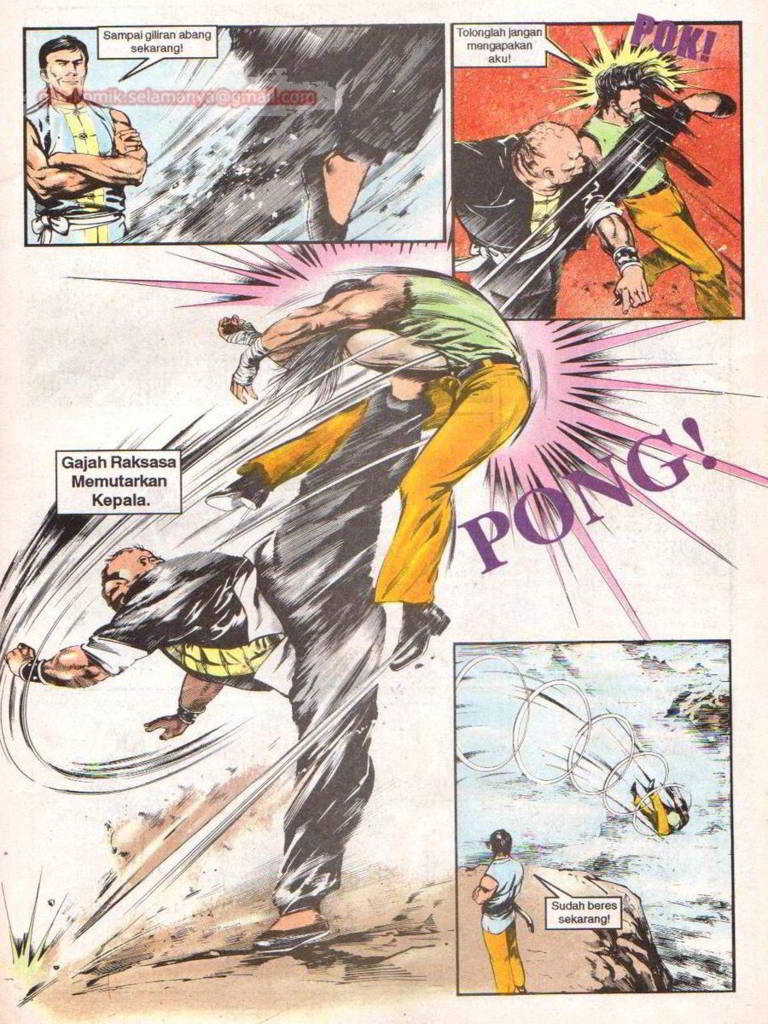 Sampai giliran abang
sekarang!
Tolonglah jangan
mengapakan
aku!
POK!
Gajah Raksasa
Memutarkan
Kepala.
PONG!
Sudah beres
sekarang!